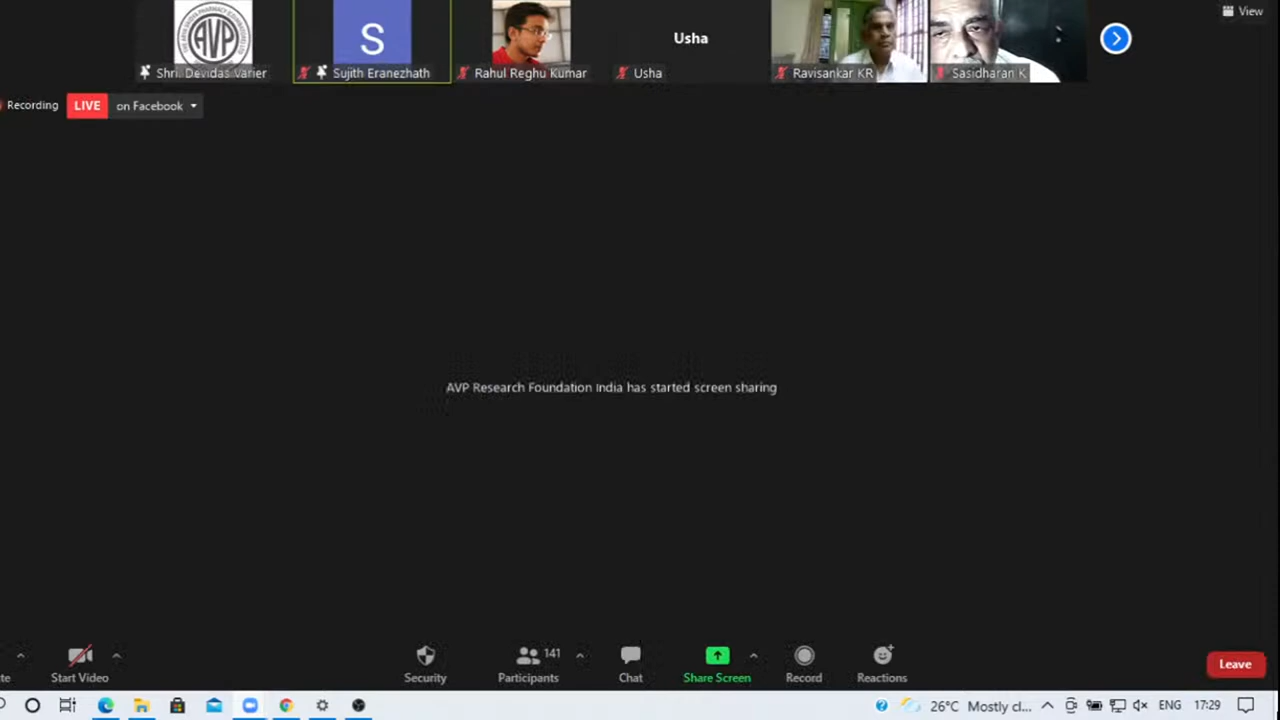 View
AVP
S
Usha
Shri. Devidas Varier
Sujith Eranezhath
Rahul Reghu Kumar
Usha
Ravisankar KR
Sasidharan K
Recording
LIVE
on Facebook
AVP Research Foundation India has started screen sharing
141
Start Video
Security
Participants
Chat
Share Screen
Record
Reactions
Leave
26°C Mostly cl...
ENG
17:29